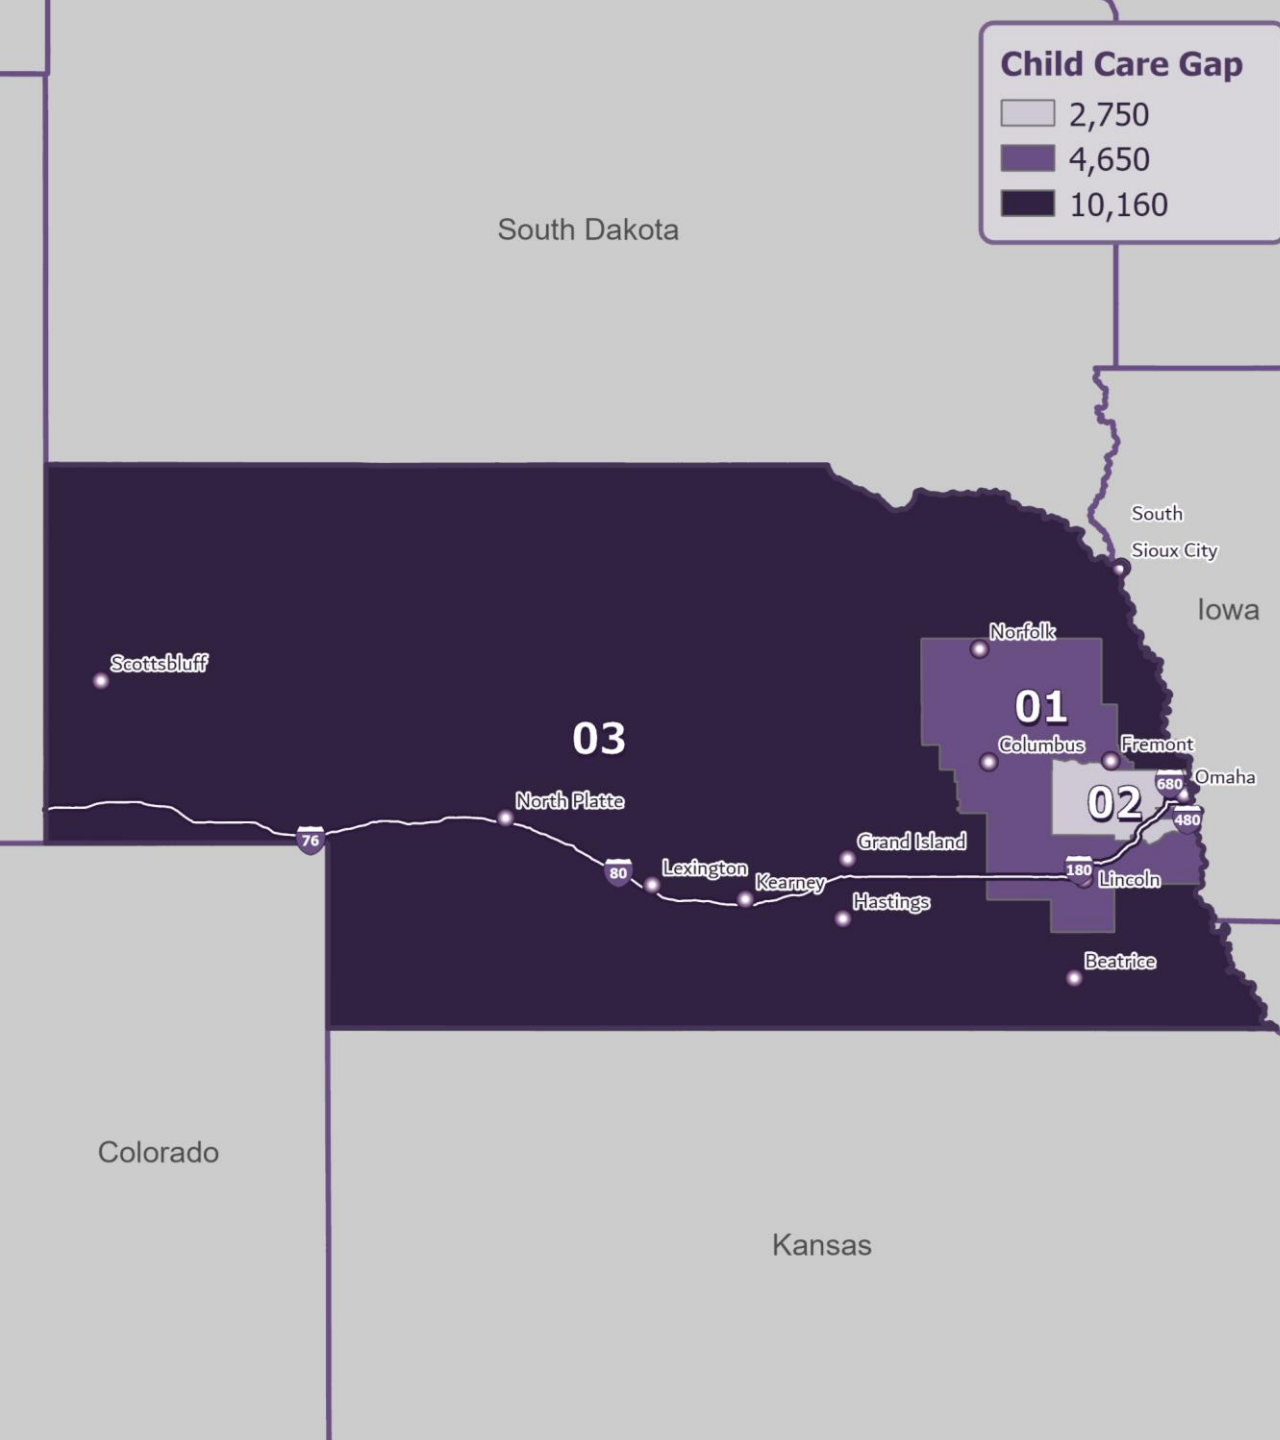 Child Care Gap
2,750
4,650
10,160
South Dakota
South
Sioux City
Iowa
Norfolk
Scottsbluff
01
03
Columbus
Fremont
680
Omaha
02
North Platte
480
76
Grand Island
80
Lexington
180
Kearney
Lincoln
Hastings
Beatrice
Colorado
Kansas